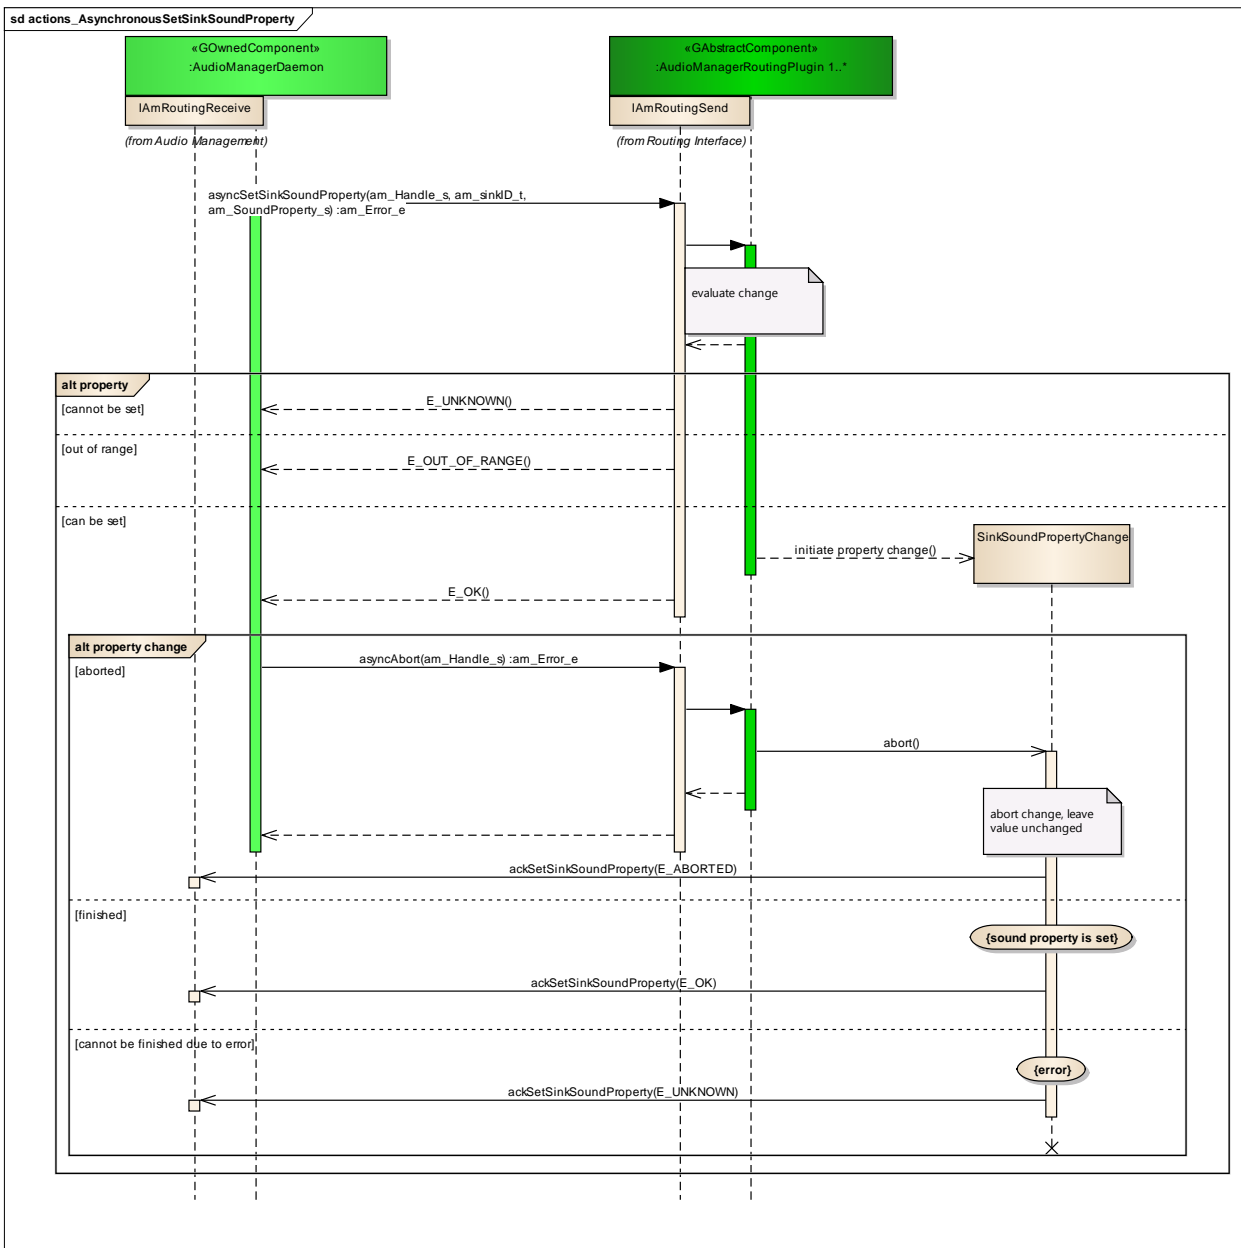 sd actions_AsynchronousSetSinkSoundProperty
«GOwnedComponent»
:AudioManagerDaemon
«GAbstractComponent»
:AudioManagerRoutingPlugin 1..*
IAmRoutingReceive
IAmRoutingSend
(from Audio Management)
(from Routing Interface)
asyncSetSinkSoundProperty(am_Handle_s, am_sinkID_t,
am_SoundProperty_s) :am_Error_e
evaluate change
alt property
[cannot be set]
E_UNKNOWN()
[out of range]
E_OUT_OF_RANGE()
[can be set]
SinkSoundPropertyChange
initiate property change()
E_OK()
alt property change
asyncAbort(am_Handle_s) :am_Error_e
[aborted]
abort()
abort change, leave
value unchanged
ackSetSinkSoundProperty(E_ABORTED)
[finished]
{sound property is set}
ackSetSinkSoundProperty(E_OK)
[cannot be finished due to error]
{error}
ackSetSinkSoundProperty(E_UNKNOWN)